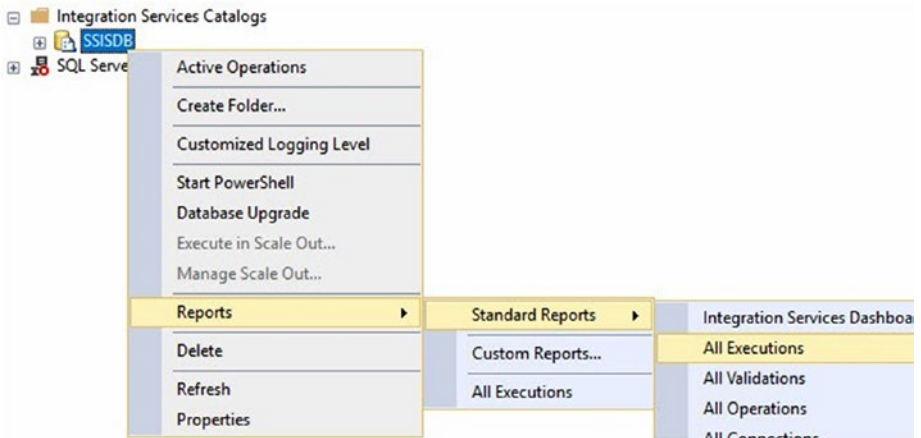 Integration Services Catalogs
SSISDB
SQL Serve
Active Operations
Create Folder...
Customized Logging Level
Start PowerShell
Database Upgrade
Execute in Scale Out...
Manage Scale Out...
Reports
Delete
Refresh
Properties
Standard Reports
Custom Reports...
All Executions
Integration Services Dashboa
All Executions
All Validations
All Operations
All Connections